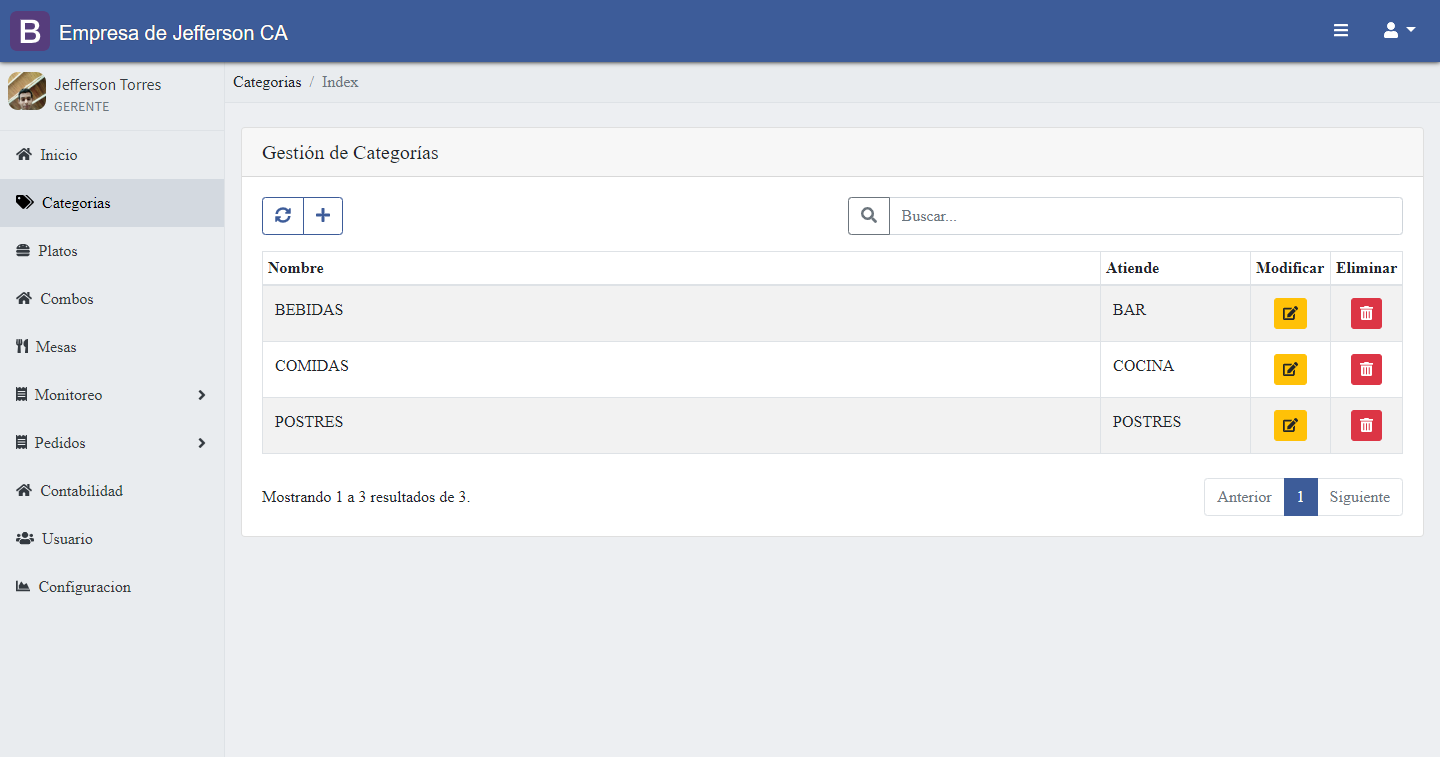 B Empresa de Jefferson CA
Jefferson Torres
GERENTE
Inicio
Categorias
Platos
Combos
Mesas
Monitoreo
Pedidos
Contabilidad
Usuario
Configuracion
Categorias / Index
Gestión de Categorías
Buscar...
Nombre Atiende Modificar Eliminar
BEBIDAS BAR
COMIDAS COCINA
POSTRES POSTRES
Mostrando 1 a 3 resultados de 3.
Anterior 1 Siguiente